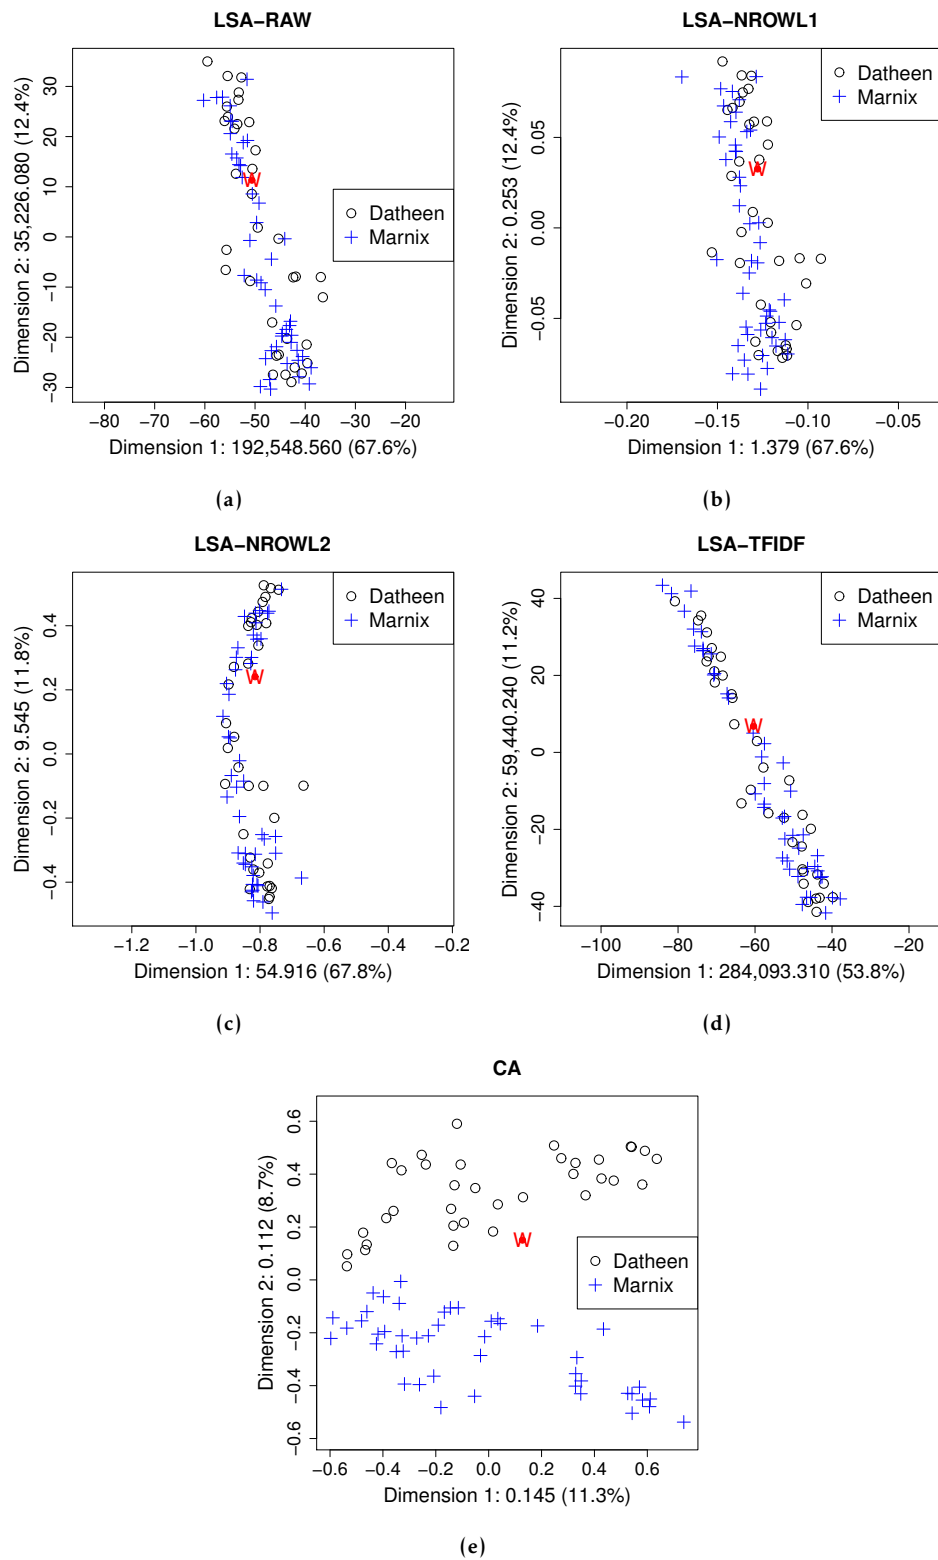 LSA−RAW
Dimension 2: 35,226.080 (12.4%)
30
20
10
0
−10
−20
−30
Datheen
Marnix
W
−80 −70 −60 −50 −40 −30 −20
Dimension 1: 192,548.560 (67.6%)
(a)
LSA−NROWL1
Dimension 2: 0.253 (12.4%)
0.05
0.00
−0.05
Datheen
Marnix
W
−0.20 −0.15 −0.10 −0.05
Dimension 1: 1.379 (67.6%)
(b)
LSA−NROWL2
Dimension 2: 9.545 (11.8%)
0.4
0.2
0.0
−0.2
−0.4
Datheen
Marnix
W
−1.2 −1.0 −0.8 −0.6 −0.4 −0.2
Dimension 1: 54.916 (67.8%)
(c)
LSA−TFIDF
Dimension 2: 59,440.240 (11.2%)
40
20
0
−20
−40
Datheen
Marnix
W
−100 −80 −60 −40 −20
Dimension 1: 284,093.310 (53.8%)
(d)
CA
Dimension 2: 0.112 (8.7%)
0.6
0.4
0.2
0.0
−0.2
−0.4
−0.6
W
Datheen
Marnix
−0.6 −0.4 −0.2 0.0 0.2 0.4 0.6
Dimension 1: 0.145 (11.3%)
(e)